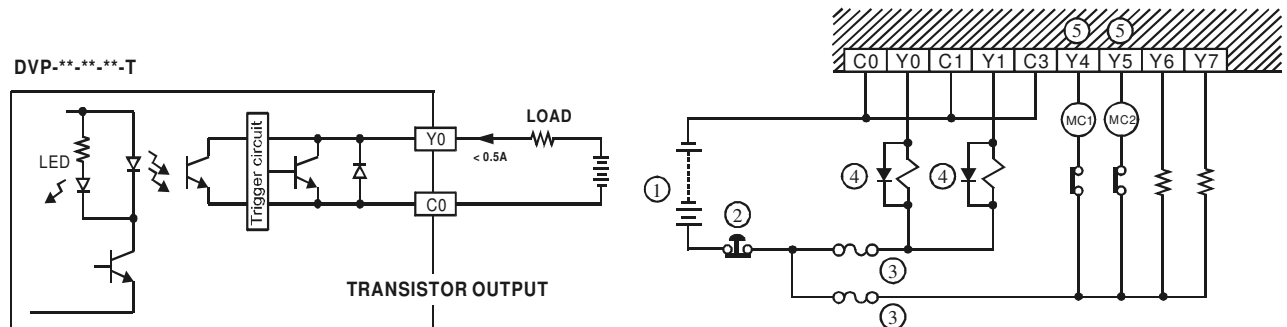 DVP-**-**-**-T
LED
Trigger circuit
Y0
< 0.5A
LOAD
C0
TRANSISTOR OUTPUT
5 5
C0 Y0 C1 Y1 C3 Y4 Y5 Y6 Y7
MC1 MC2
4 4
1
2
3
3